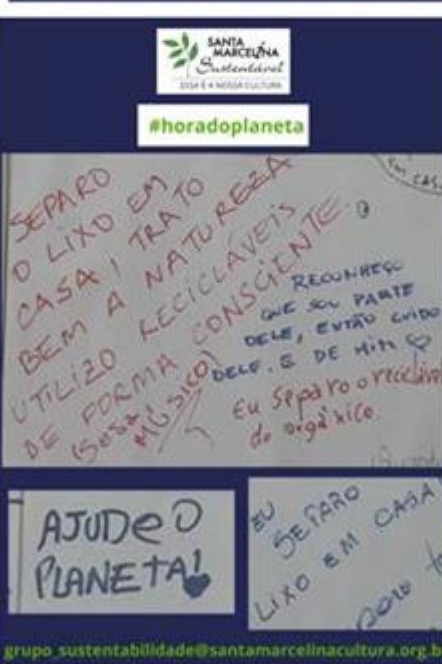 SANTA
MARCELINA
Sustentável
ESSA É A NOSSA CULTURA
#horadoplaneta
EM CASA
SEPARO
O LIXO EM
CASA, TRATO
BEM A NATUREZA
UTILIZO RECICLÁVEIS
DE FORMA CONSCIENTE.
MÚSICO)
RECONHEÇO
QUE SOU PARTE
DELE, ENTÃO CUIDO
DELE. E DE MIM
Eu separo o reciclável
do orgânico.
AJUDe O
PLANETA!
EU
SEPARO
LIXO EM CASA
grupo_sustentabilidade@santamarcelinacultura.org.b